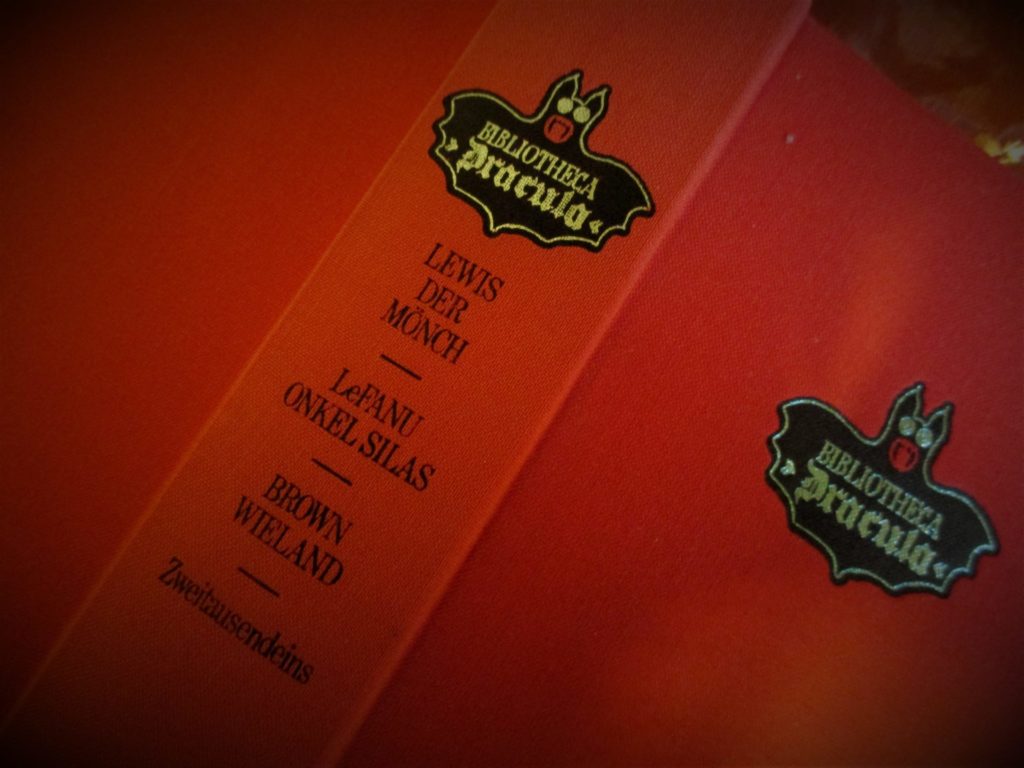 BIBLIOTHECA
»Dracula«
LEWIS
DER
MÖNCH
LeFANU
ONKEL SILAS
BROWN
WIELAND
Zweitausendeins
BIBLIOTHECA
»Dracula«